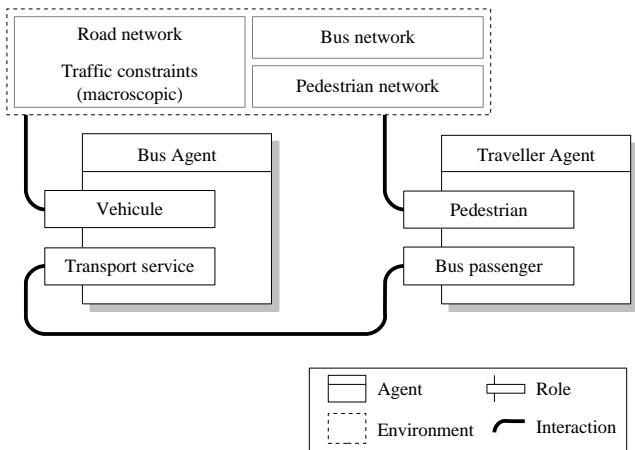 Road network
Traffic constraints
(macroscopic)
Bus network
Pedestrian network
Bus Agent
Traveller Agent
Vehicule
Pedestrian
Transport service
Bus passenger
Agent
Role
Environment
Interaction